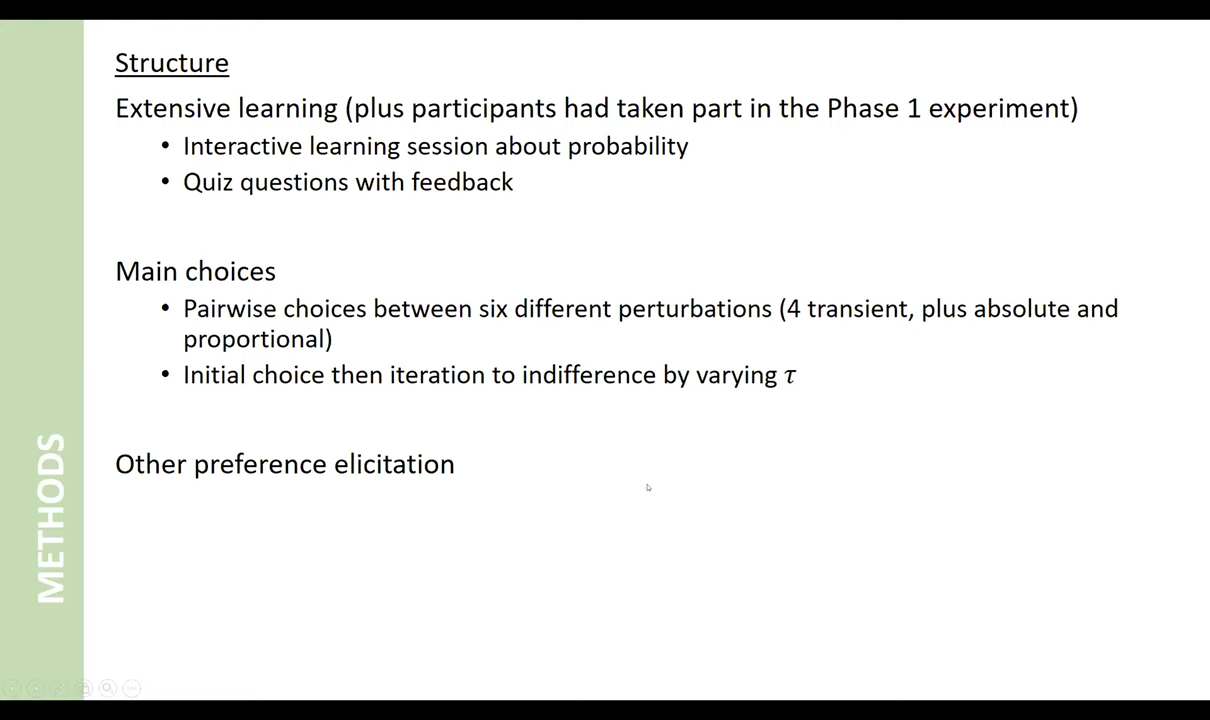 Structure
Extensive learning (plus participants had taken part in the Phase 1 experiment)
• Interactive learning session about probability
• Quiz questions with feedback
Main choices
• Pairwise choices between six different perturbations (4 transient, plus absolute and
proportional)
• Initial choice then iteration to indifference by varying τ
Other preference elicitation
METHODS